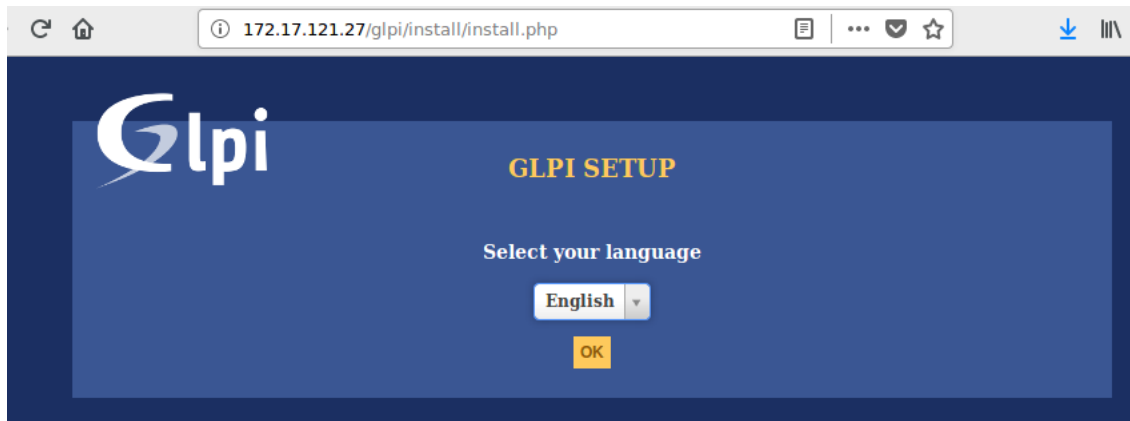 172.17.121.27/glpi/install/install.php
Glpi
GLPI SETUP
Select your language
English
OK